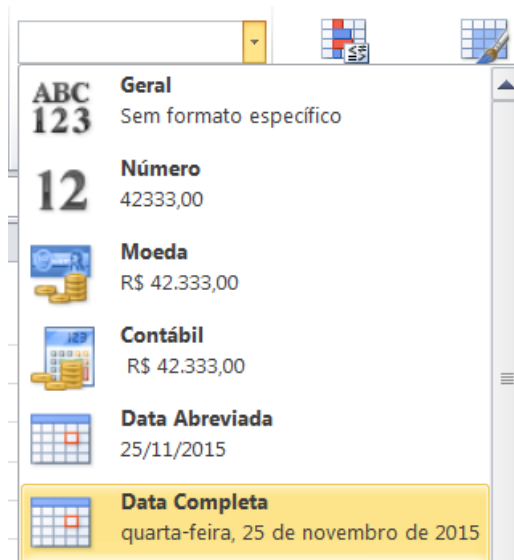 ABC
123
Geral
Sem formato específico
12
Número
42333,00
Moeda
R$ 42.333,00
123
Contábil
R$ 42.333,00
Data Abreviada
25/11/2015
Data Completa
quarta-feira, 25 de novembro de 2015